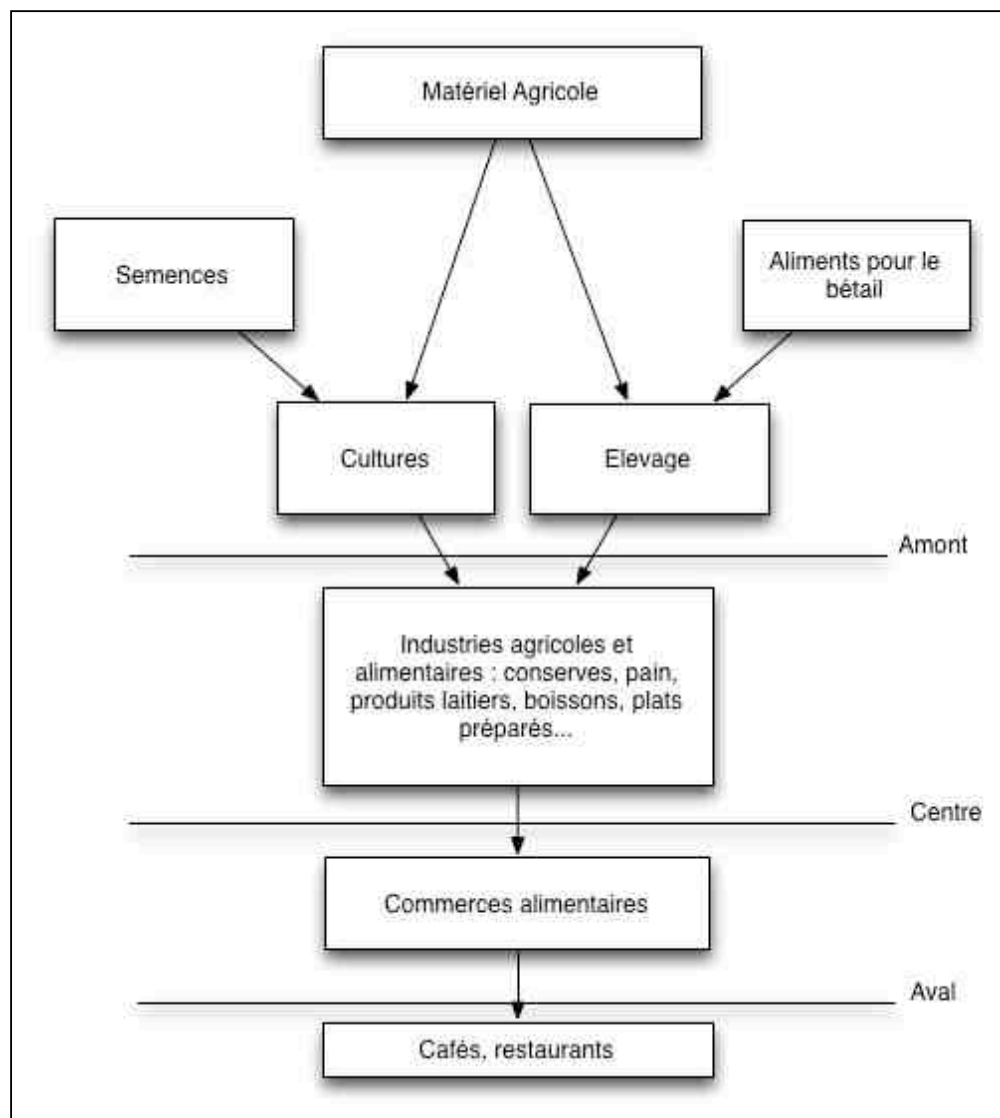 Matériel Agricole
Semences
Aliments pour le
bétail
Cultures
Elevage
Amont
Industries agricoles et
alimentaires : conserves, pain,
produits laitiers, boissons, plats
préparés...
Centre
Commerces alimentaires
Aval
Cafés, restaurants